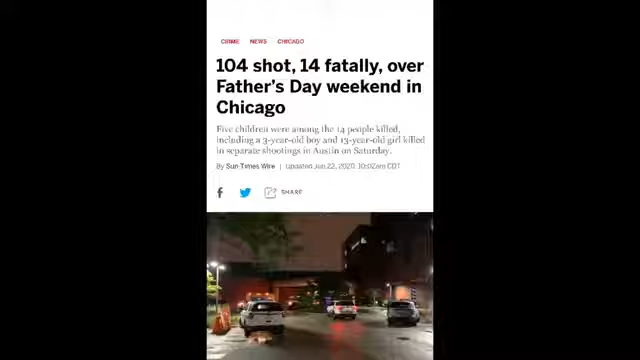 CRIME NEWS CHICAGO
104 shot, 14 fatally, over
Father's Day weekend in
Chicago
Five children were among the 14 people killed,
including a 3-year-old boy and 13-year-old girl killed
in separate shootings in Austin on Saturday.
By Sun-Times Wire | Updated Jun 22, 2020, 10:02am CDT
SHARE